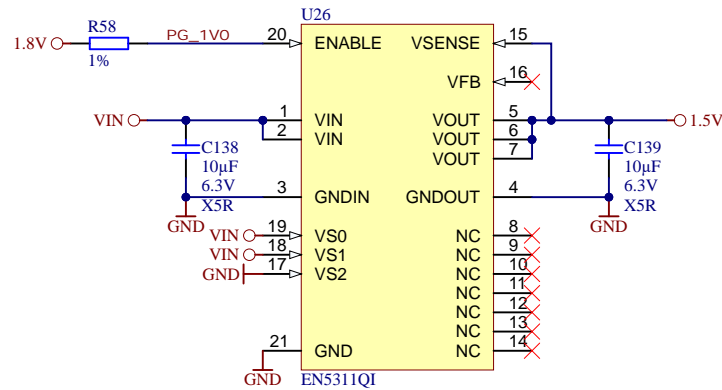 U26
R58
1.8V
PG_1V0
1%
20 ENABLE VSENSE 15
VFB 16
VIN 1 VIN VOUT 5 1.5V
2 VIN VOUT 6
VOUT 7
C138
10µF
6.3V
X5R
C139
10µF
6.3V
X5R
3 GNDIN GNDOUT 4
GND
GND
VIN 19 VS0 NC 8
VIN 18 VS1 NC 9
GND 17 VS2 NC 10
NC 11
NC 12
NC 13
21 GND NC 14
GND
EN5311QI